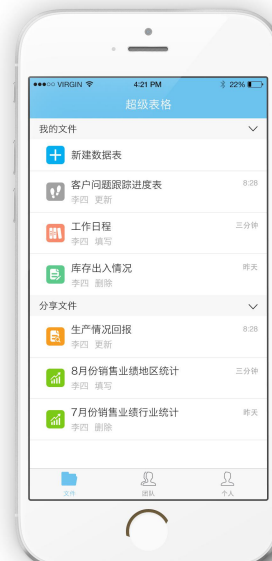 VIRGIN 4:21 PM 22%
超级表格
我的文件
新建数据表
客户问题跟踪进度表 8:28
李四 更新
工作日程 三分钟
李四 填写
库存出入情况 昨天
李四 删除
分享文件
生产情况回报 8:28
李四 更新
8月份销售业绩地区统计 三分钟
李四 填写
7月份销售业绩行业统计 昨天
李四 删除
文件 团队 个人